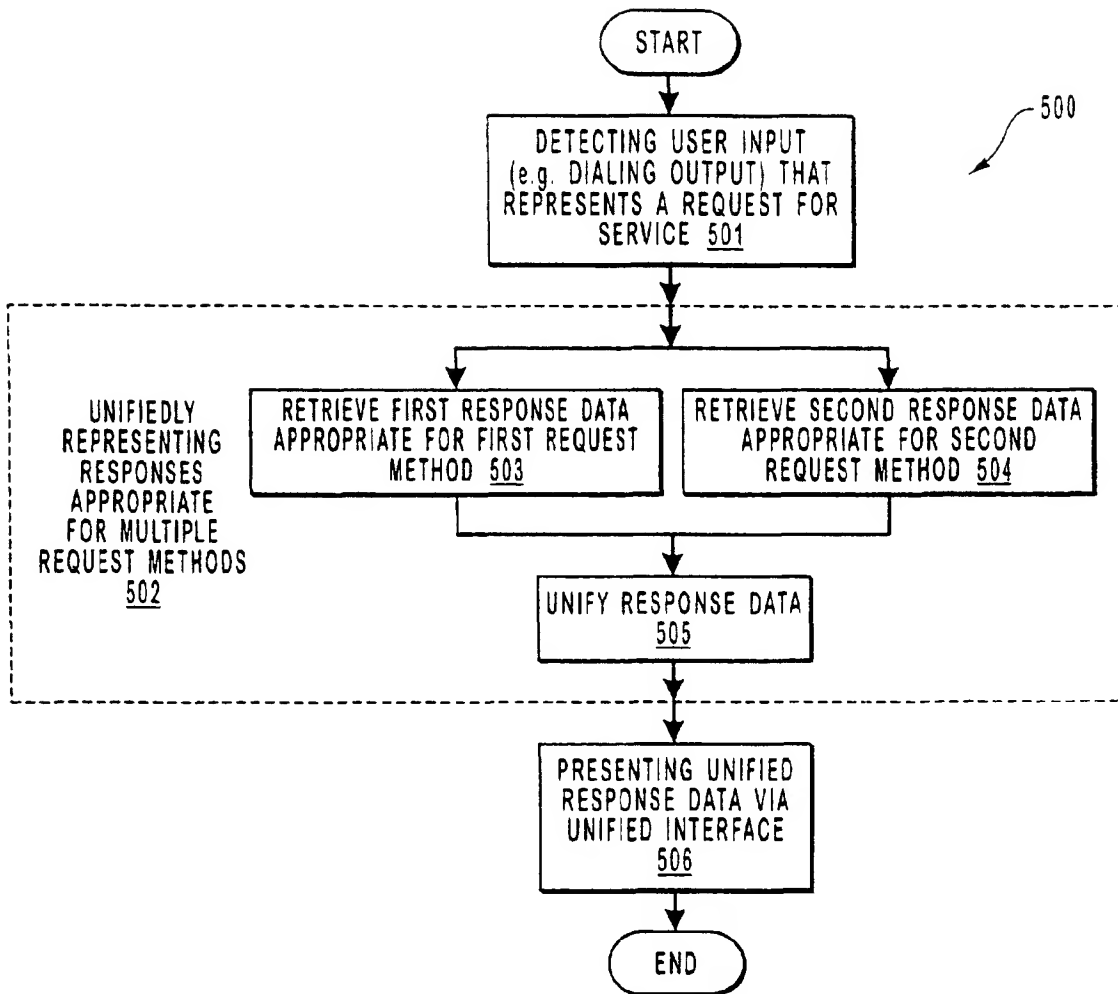 START
500
DETECTING USER INPUT
(e.g. DIALING OUTPUT) THAT
REPRESENTS A REQUEST FOR
SERVICE 501
UNIFIEDLY
REPRESENTING
RESPONSES
APPROPRIATE
FOR MULTIPLE
REQUEST METHODS
502
RETRIEVE FIRST RESPONSE DATA
APPROPRIATE FOR FIRST REQUEST
METHOD 503
RETRIEVE SECOND RESPONSE DATA
APPROPRIATE FOR SECOND
REQUEST METHOD 504
UNIFY RESPONSE DATA
505
PRESENTING UNIFIED
RESPONSE DATA VIA
UNIFIED INTERFACE
506
END